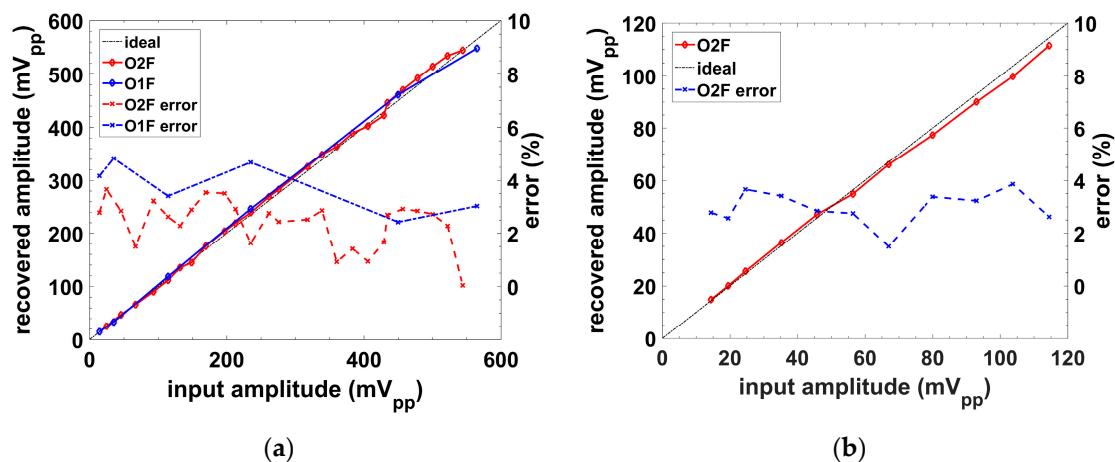 600
500
400
300
200
100
0
recovered amplitude (mVpp)
ideal
O2F
O1F
O2F error
O1F error
10
8
6
4
2
0
error (%)
0 200 400 600
input amplitude (mVpp)
(a)
120
100
80
60
40
20
0
recovered amplitude (mVpp)
O2F
ideal
O2F error
10
8
6
4
2
0
error (%)
0 20 40 60 80 100 120
input amplitude (mVpp)
(b)